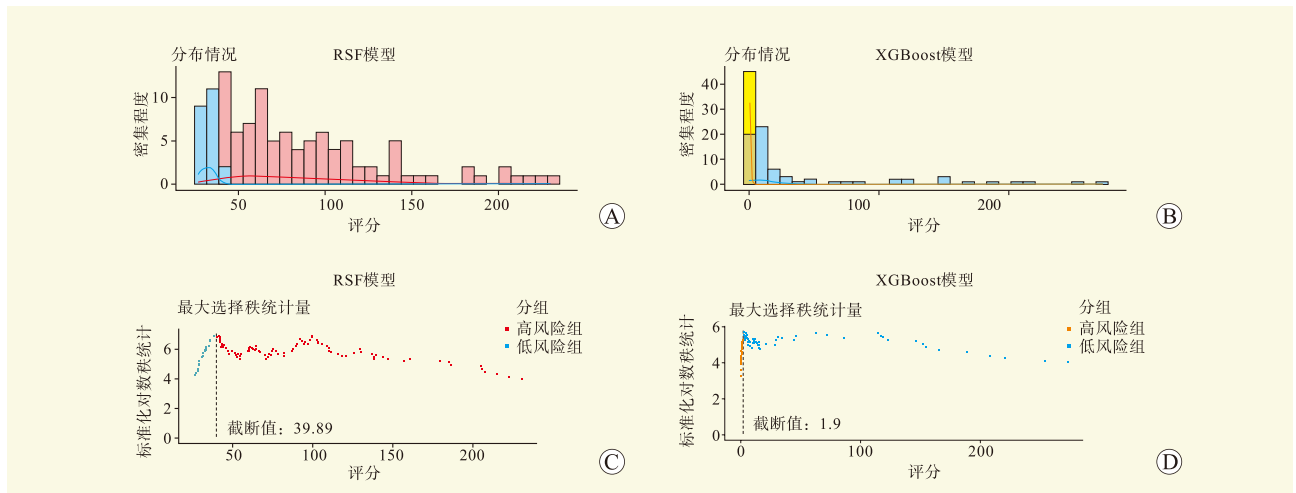 RSF模型
分布情况
密集程度
10
5
0
50
100
150
200
评分
A
XGBoost模型
分布情况
密集程度
40
30
20
10
0
0
100
200
评分
B
RSF模型
最大选择秩统计量
分组
高风险组
低风险组
标准化对数秩统计
6
4
2
0
截断值：39.89
50
100
150
200
评分
C
XGBoost模型
最大选择秩统计量
分组
高风险组
低风险组
标准化对数秩统计
6
4
2
0
截断值：1.9
0
100
200
评分
D